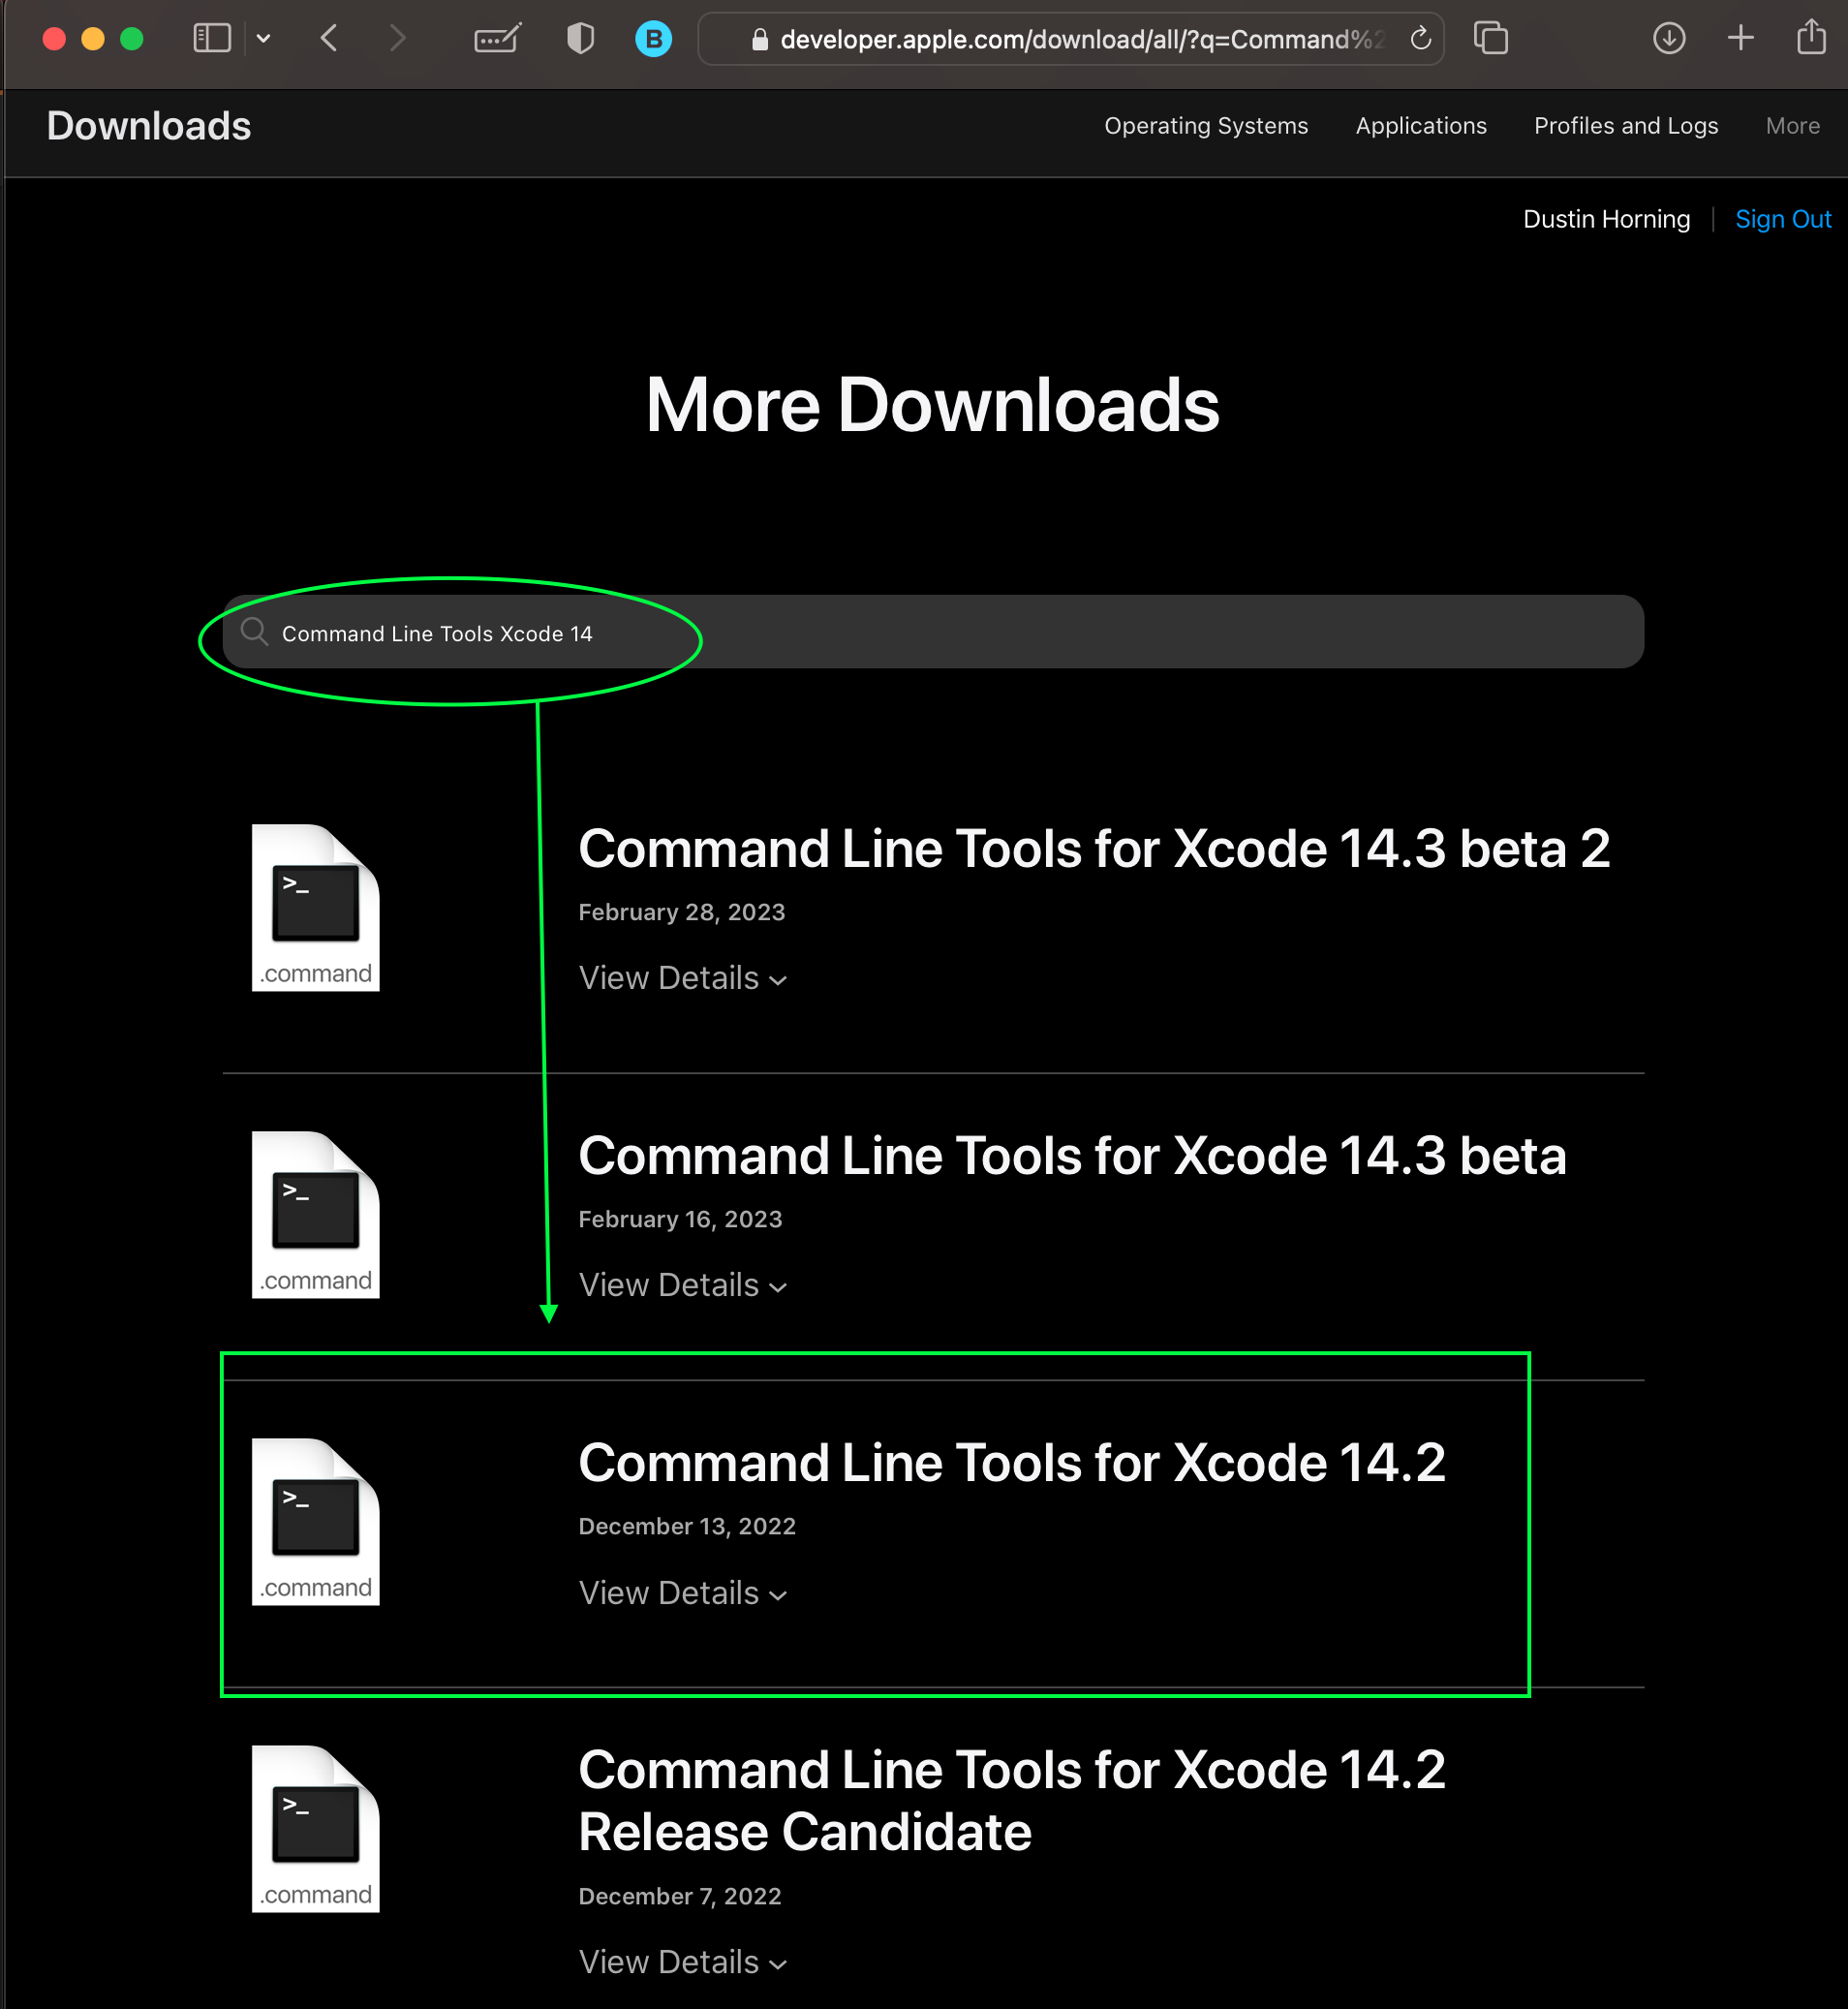 B
developer.apple.com/download/all/?q=Command%2
Downloads
Operating Systems
Applications
Profiles and Logs
More
Dustin Horning
Sign Out
More Downloads
Command Line Tools Xcode 14
>_
.command
Command Line Tools for Xcode 14.3 beta 2
February 28, 2023
View Details
>_
.command
Command Line Tools for Xcode 14.3 beta
February 16, 2023
View Details
>_
.command
Command Line Tools for Xcode 14.2
December 13, 2022
View Details
>_
.command
Command Line Tools for Xcode 14.2
Release Candidate
December 7, 2022
View Details